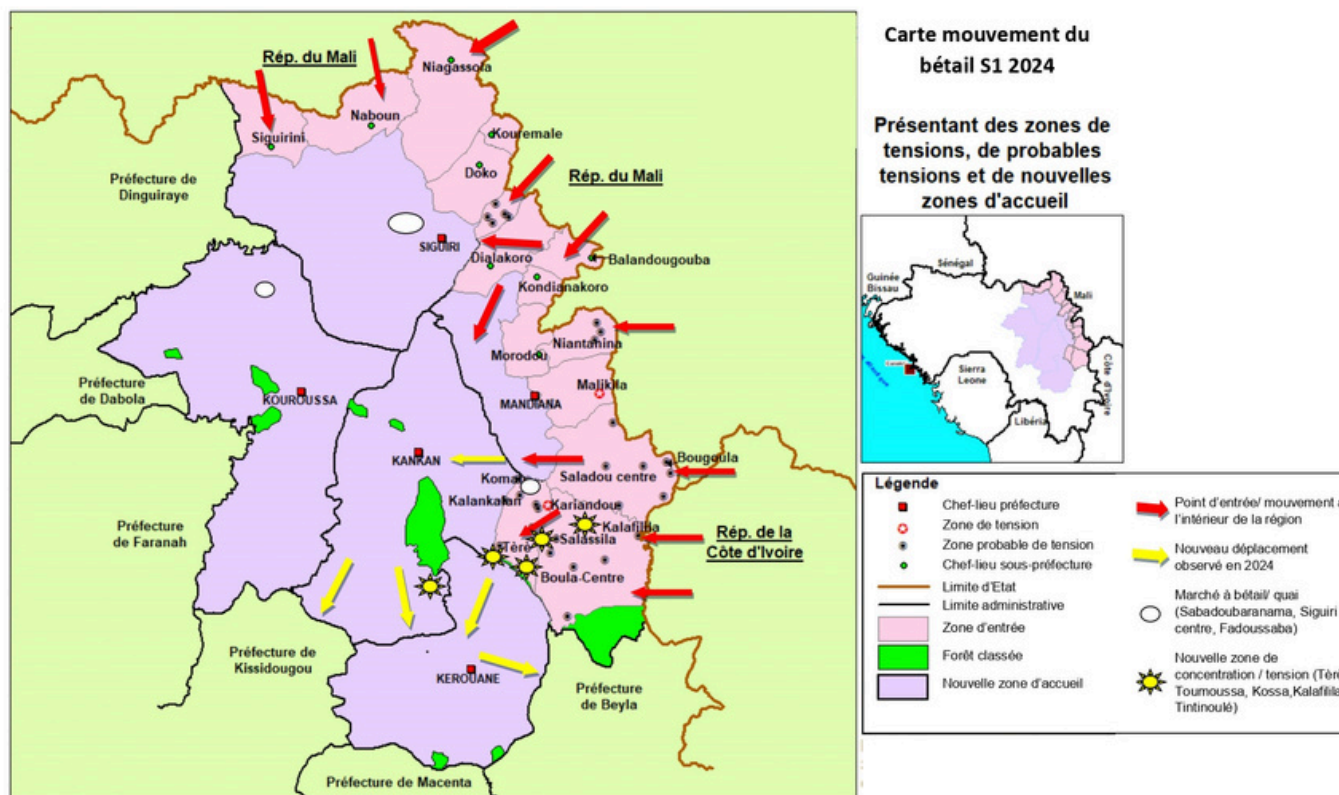 Carte mouvement du
bétail S1 2024
Présentant des zones de
tensions, de probables
tensions et de nouvelles
zones d'accueil
Rép. du Mali
Niagassola
Naboun
Siguirini
Kouremale
Doko
Rép. du Mali
Préfecture de
Dinguiraye
SIGUIRI
Dialakoro
Balandougouba
Kondianakoro
Niantanina
Morodou
Malikila
Préfecture
de Dabola
KOUROUSSA
MANDIANA
KANKAN
Bougoula
Saladou centre
Koma
Kalankalan
Kariandou
Kalafilila
Rép. de la
Côte d'Ivoire
Salassila
Tèrè
Boula-Centre
Préfecture
de Faranah
Préfecture de
Kissidougou
KEROUANE
Préfecture
de Beyla
Préfecture de Macenta
Guinée
Bissau
Sénégal
Mali
Sierra
Leone
Libéria
Côte d'Ivoire
Légende
Chef-lieu préfecture
Zone de tension
Zone probable de tension
Chef-lieu sous-préfecture
Limite d'Etat
Limite administrative
Zone d'entrée
Forêt classée
Nouvelle zone d'accueil
Point d'entrée/ mouvement à
l'intérieur de la région
Nouveau déplacement
observé en 2024
Marché à bétail/ quai
(Sabadoubaranama, Siguiri
centre, Fadoussaba)
Nouvelle zone de
concentration / tension (Tèrè
Toumoussa, Kossa,Kalafilila
Tintinoulé)